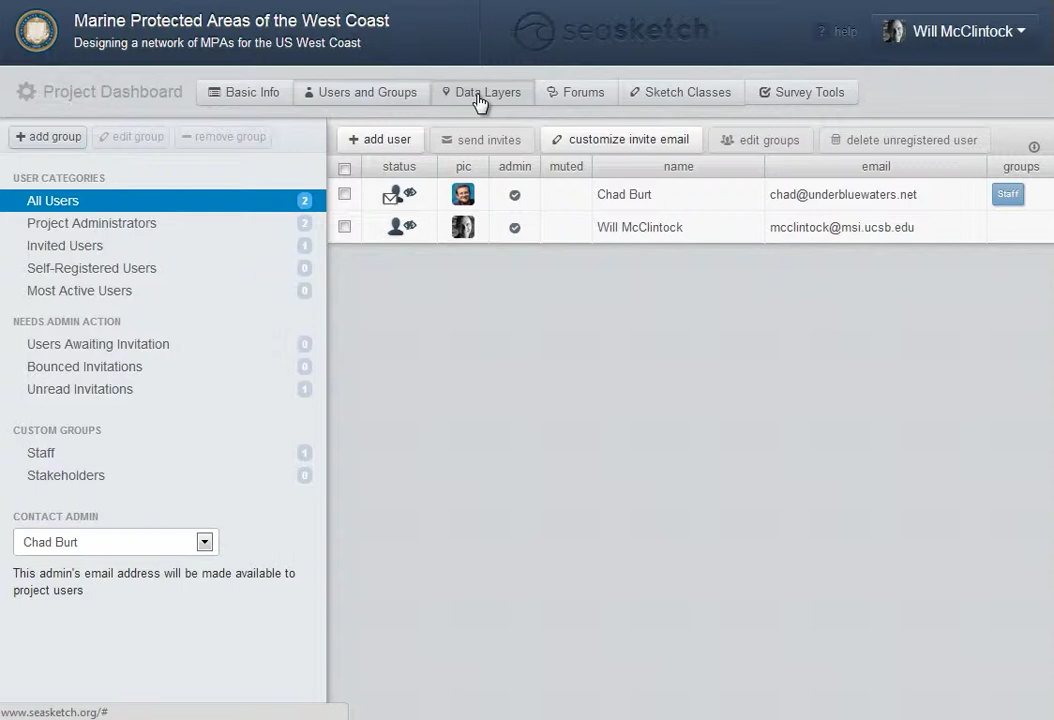 Marine Protected Areas of the West Coast
Designing a network of MPAs for the US West Coast
seasketch
? help
Will McClintock
Project Dashboard
Basic Info
Users and Groups
Data Layers
Forums
Sketch Classes
Survey Tools
+ add group
edit group
remove group
+ add user
send invites
customize invite email
edit groups
delete unregistered user
status pic admin muted name email groups
Chad Burt chad@underbluewaters.net Staff
Will McClintock mcclintock@msi.ucsb.edu
USER CATEGORIES
All Users 2
Project Administrators 2
Invited Users 1
Self-Registered Users 0
Most Active Users 0
NEEDS ADMIN ACTION
Users Awaiting Invitation 0
Bounced Invitations 0
Unread Invitations 1
CUSTOM GROUPS
Staff 1
Stakeholders 0
CONTACT ADMIN
Chad Burt
This admin's email address will be made available to
project users
www.seasketch.org/#